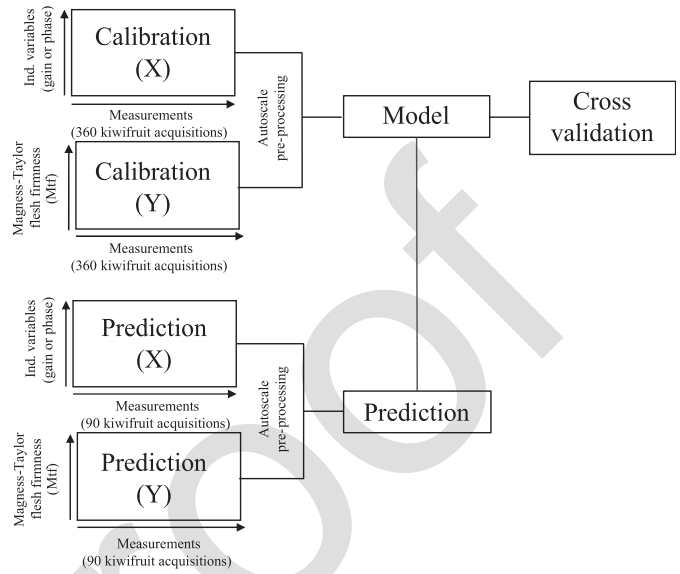 Ind. variables
(gain or phase)
Calibration
(X)
Measurements
(360 kiwifruit acquisitions)
Magness-Taylor
flesh firmness
(Mtf)
Calibration
(Y)
Measurements
(360 kiwifruit acquisitions)
Autoscale
pre-processing
Model
Cross
validation
Ind. variables
(gain or phase)
Prediction
(X)
Measurements
(90 kiwifruit acquisitions)
Magness-Taylor
flesh firmness
(Mtf)
Prediction
(Y)
Measurements
(90 kiwifruit acquisitions)
Autoscale
pre-processing
Prediction
roof